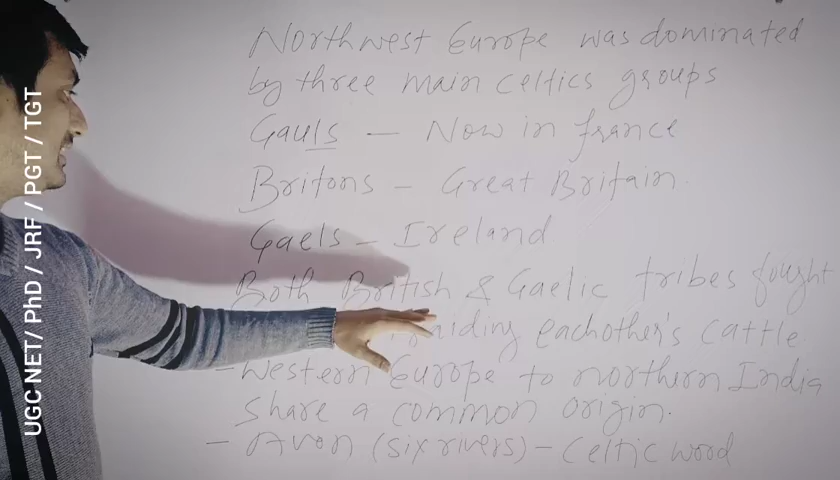 UGC NET/ PhD / JRF / PGT / TGT
Northwest Europe was dominated
by three main Celtics groups
Gauls — Now in france
Britons — Great Britain.
Gaels — Ireland
Both British & Gaelic tribes fought
eachother's cattle
- Western Europe to northern India
share a common origin.
- Avon (six rivers) - Celtic word